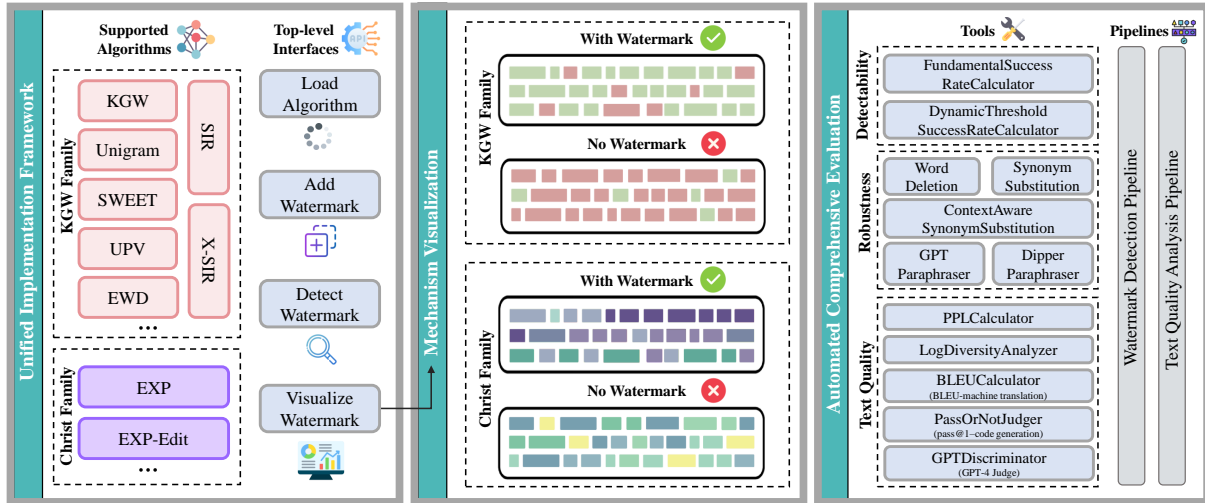 Unified Implementation Framework
Supported
Algorithms
Top-level
Interfaces
API
KGW Family
KGW
Unigram
SWEET
UPV
EWD
...
SIR
X-SIR
Christ Family
EXP
EXP-Edit
...
Load
Algorithm
Add
Watermark
Detect
Watermark
Visualize
Watermark
Mechanism Visualization
KGW Family
With Watermark
No Watermark
Christ Family
With Watermark
No Watermark
Automated Comprehensive Evaluation
Tools
Pipelines
Detectability
FundamentalSuccess
RateCalculator
DynamicThreshold
SuccessRateCalculator
Robustness
Word
Deletion
Synonym
Substitution
ContextAware
SynonymSubstitution
GPT
Paraphraser
Dipper
Paraphraser
Text Quality
PPLCalculator
LogDiversityAnalyzer
BLEUCalculator
(BLEU-machine translation)
PassOrNotJudger
(pass@1–code generation)
GPTDiscriminator
(GPT-4 Judge)
Watermark Detection Pipeline
Text Quality Analysis Pipeline